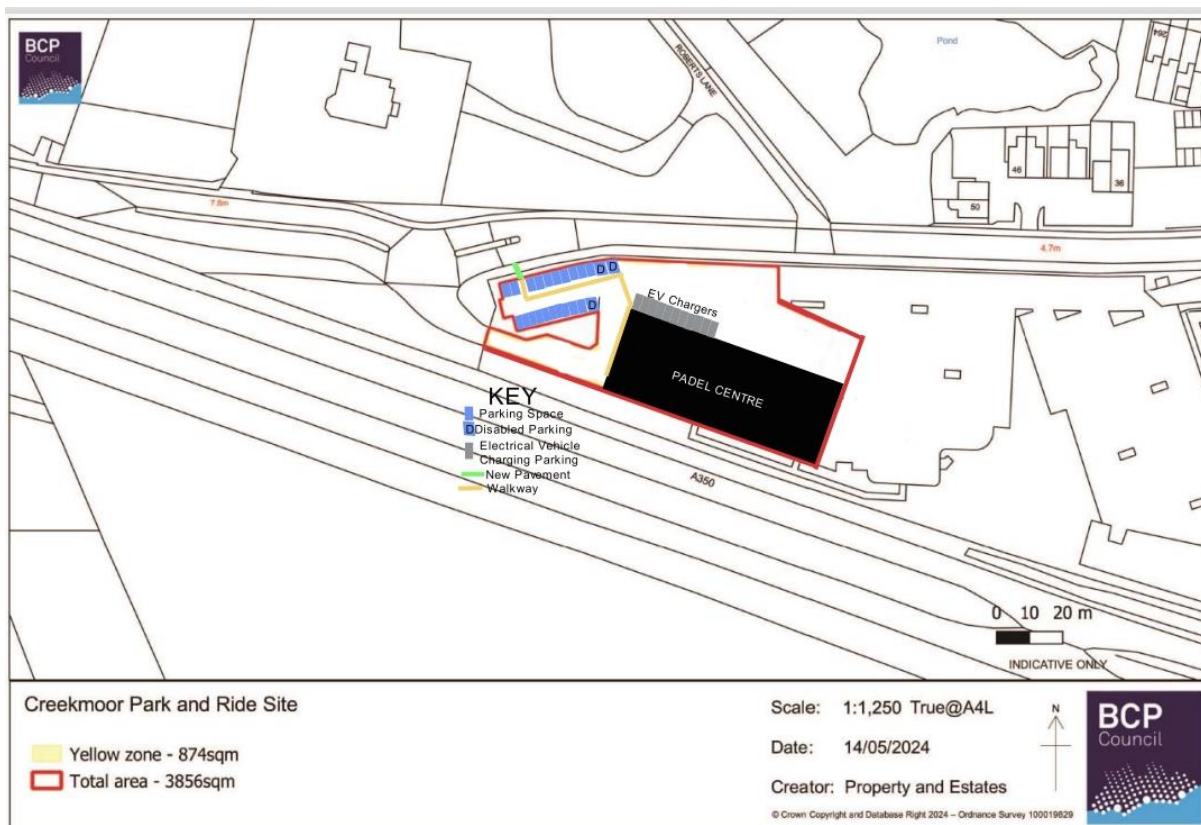 BCP
Council
Pond
264
ROBERTS LANE
46
36
50
7.8m
4.7m
D D
D
EV Chargers
PADEL CENTRE
KEY
Parking Space
D Disabled Parking
Electrical Vehicle
Charging Parking
New Pavement
Walkway
A350
0 10 20 m
INDICATIVE ONLY
Creekmoor Park and Ride Site
Yellow zone - 874sqm
Total area - 3856sqm
Scale: 1:1,250 True@A4L
Date: 14/05/2024
Creator: Property and Estates
© Crown Copyright and Database Right 2024 – Ordnance Survey 100019829
N
BCP
Council